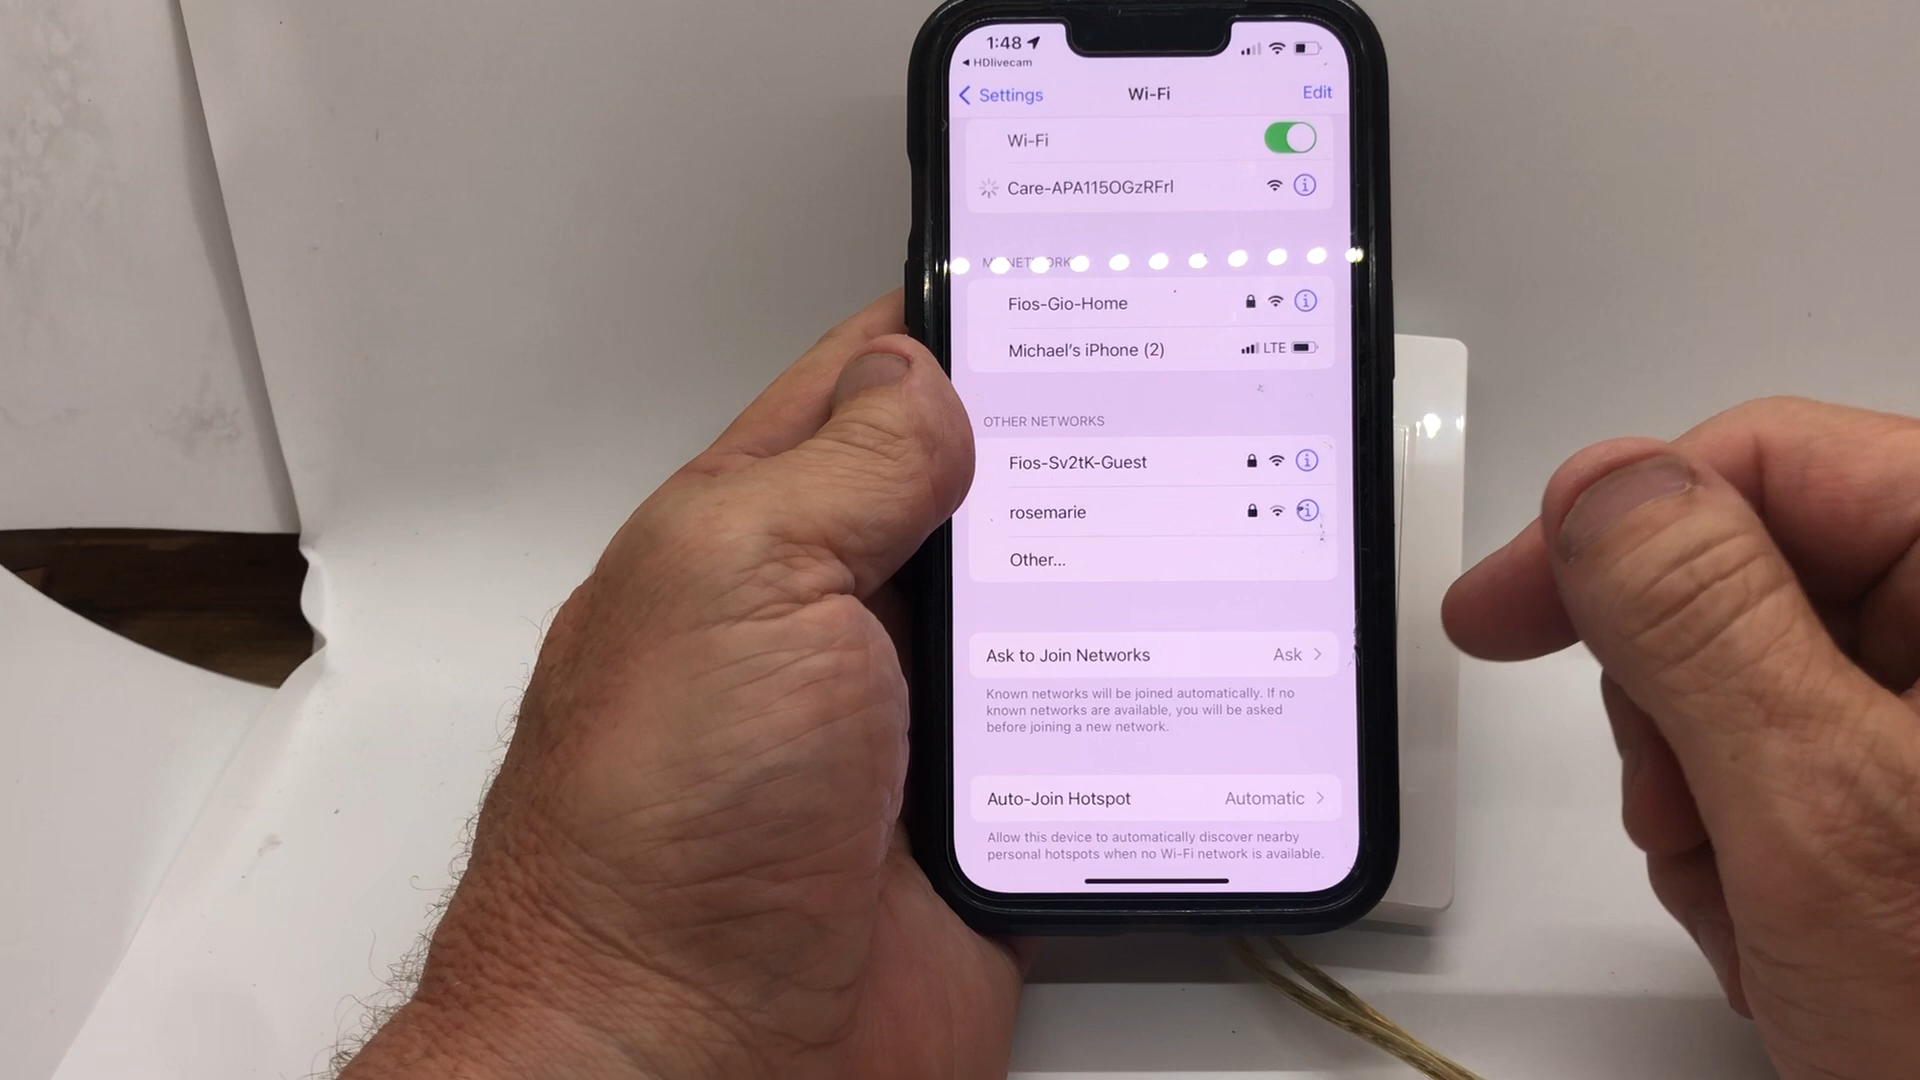 1:48
HDlivecam
Settings Wi-Fi Edit
Wi-Fi
Care-APA115OGzRFrl
MY NETWORKS
Fios-Gio-Home
Michael's iPhone (2) LTE
OTHER NETWORKS
Fios-Sv2tK-Guest
rosemarie
Other...
Ask to Join Networks Ask
Known networks will be joined automatically. If no
known networks are available, you will be asked
before joining a new network.
Auto-Join Hotspot Automatic
Allow this device to automatically discover nearby
personal hotspots when no Wi-Fi network is available.